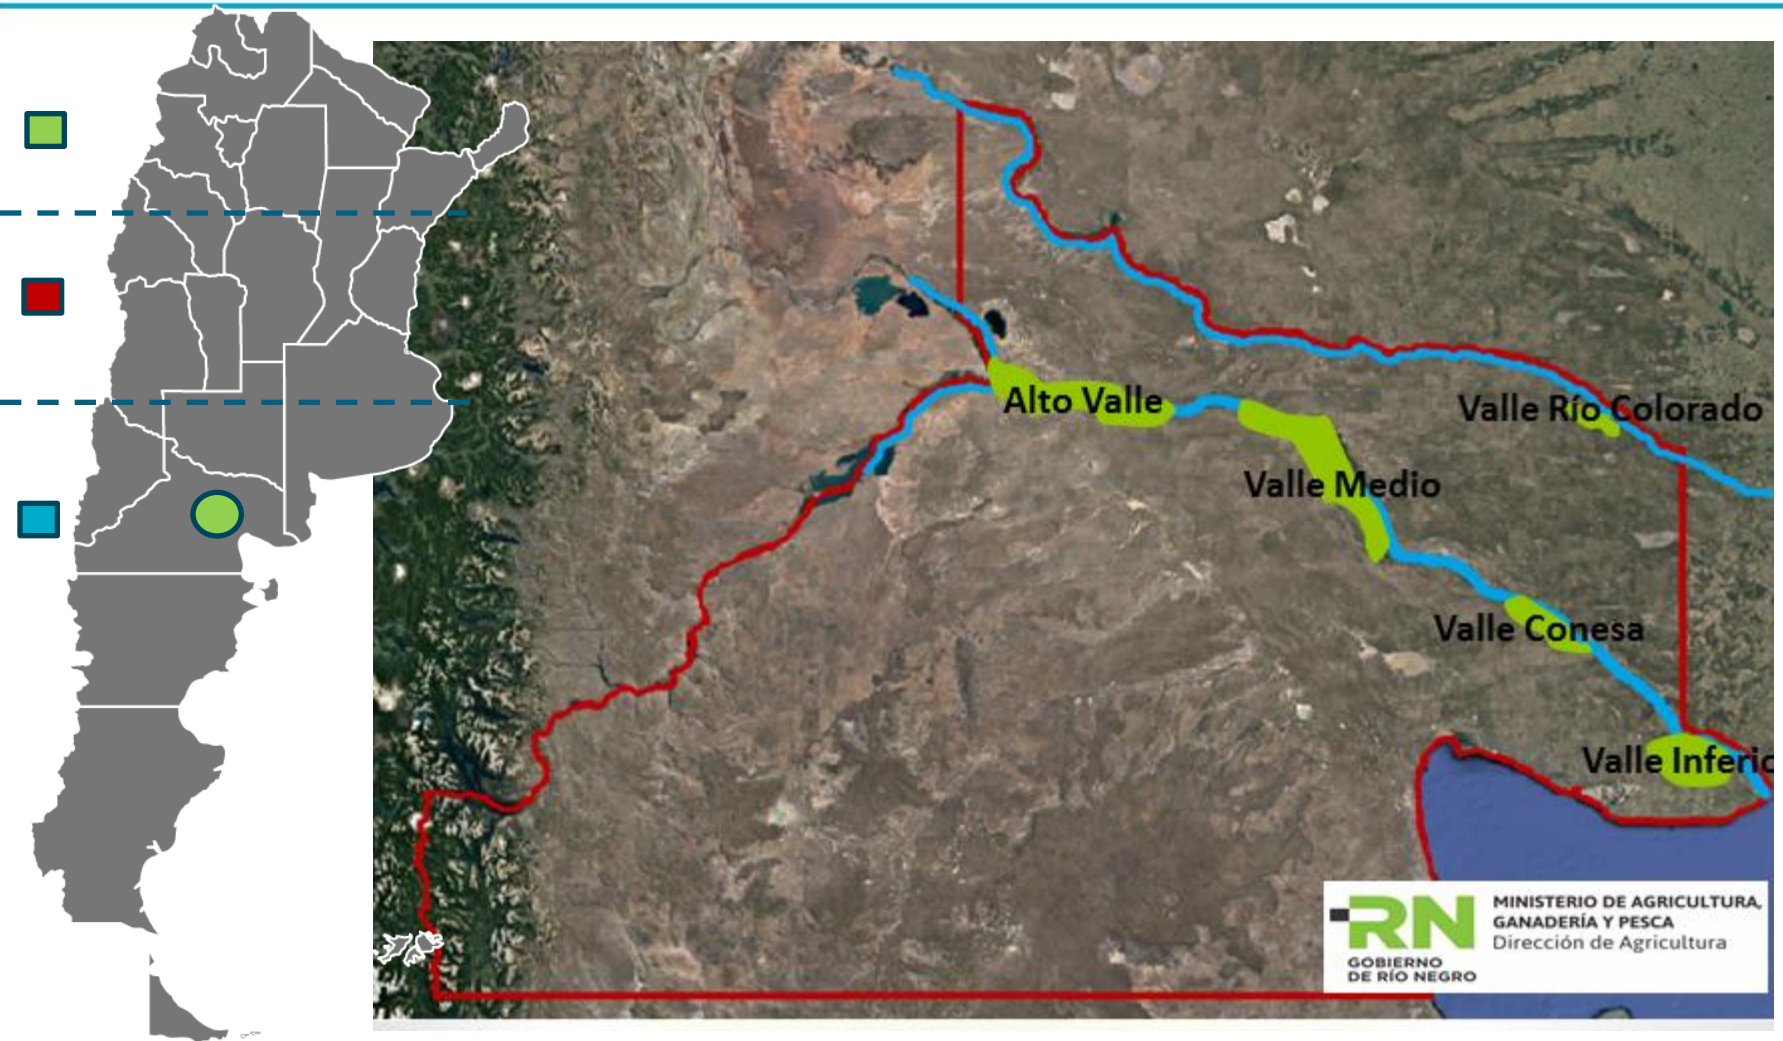 Alto Valle
Valle Río Colorado
Valle Medio
Valle Conesa
Valle Inferio
RN
GOBIERNO
DE RÍO NEGRO
MINISTERIO DE AGRICULTURA,
GANADERÍA Y PESCA
Dirección de Agricultura